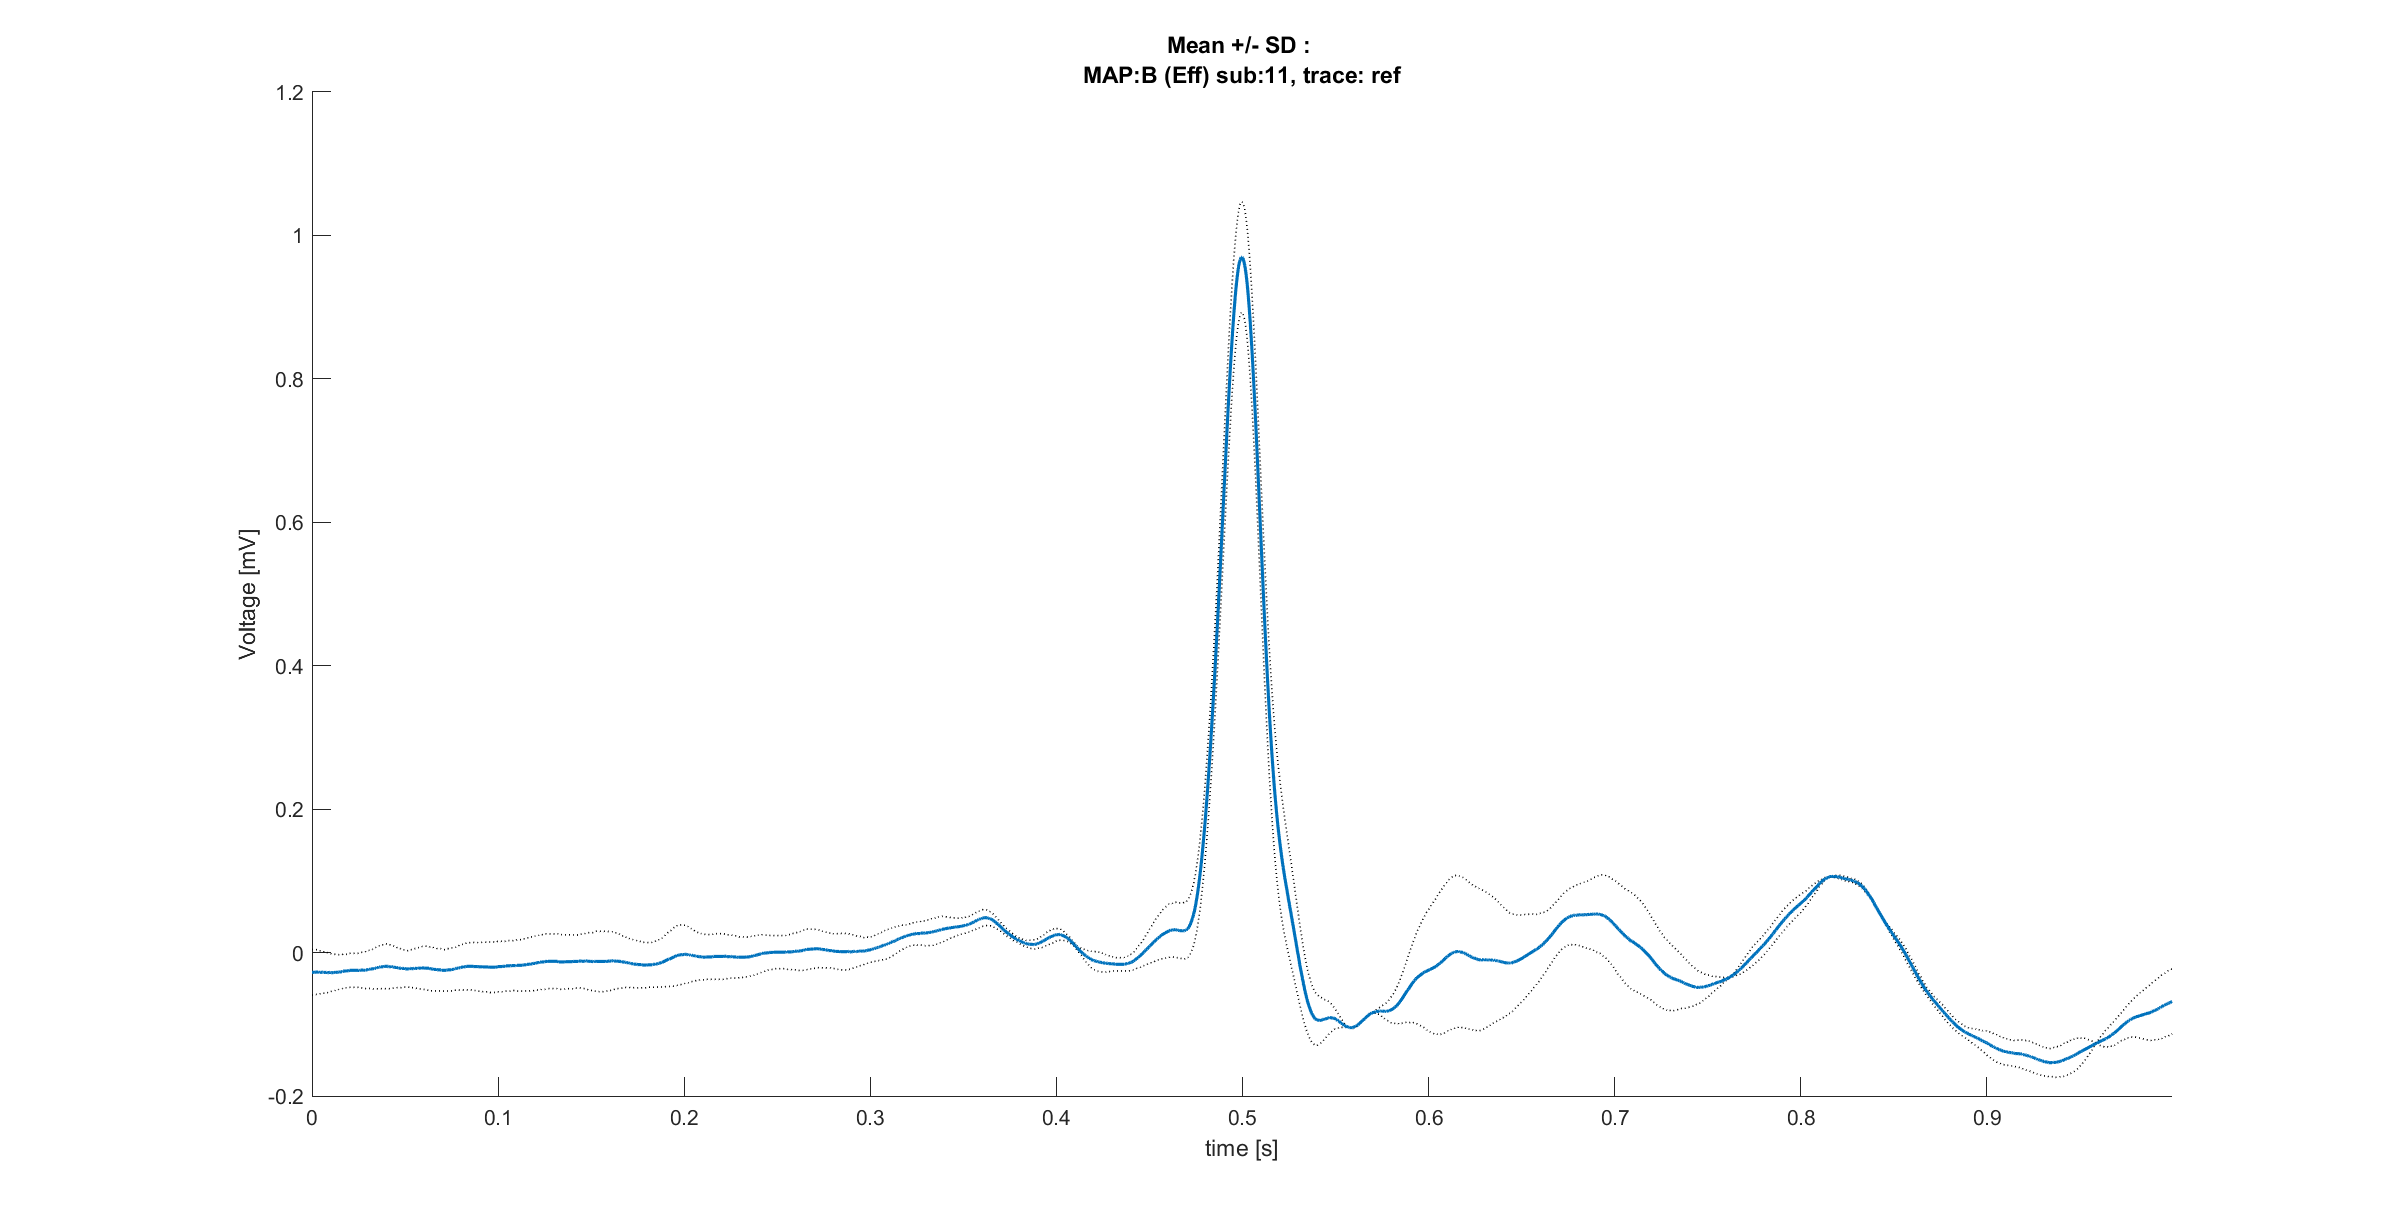 Mean +/- SD :
MAP:B (Eff) sub:11, trace: ref
1.2
1
0.8
0.6
0.4
0.2
0
-0.2
Voltage [mV]
0 0.1 0.2 0.3 0.4 0.5 0.6 0.7 0.8 0.9
time [s]